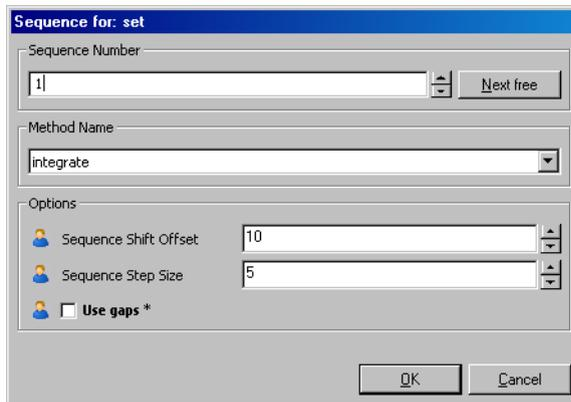 Sequence for: set
Sequence Number
1
Next free
Method Name
integrate
Options
Sequence Shift Offset
10
Sequence Step Size
5
Use gaps *
OK
Cancel